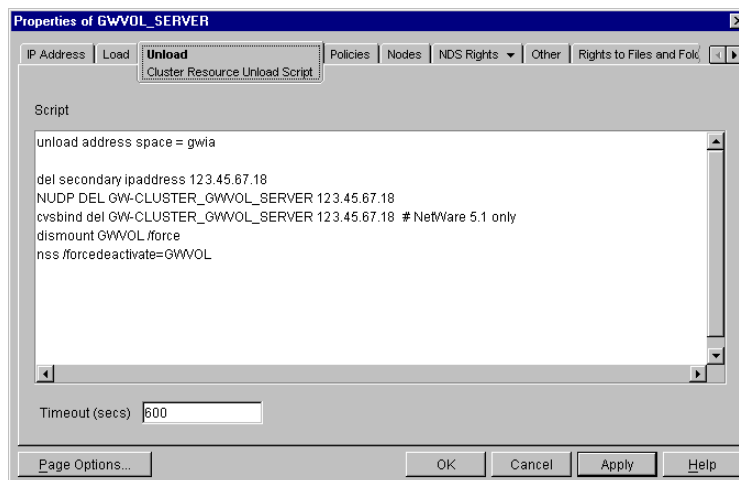 Properties of GWVOL_SERVER
IP Address Load Unload Policies Nodes NDS Rights Other Rights to Files and Fold
Cluster Resource Unload Script
Script
unload address space = gwia
del secondary ipaddress 123.45.67.18
NUDP DEL GW-CLUSTER_GWVOL_SERVER 123.45.67.18
cvsbind del GW-CLUSTER_GWVOL_SERVER 123.45.67.18 # NetWare 5.1 only
dismount GWVOL /force
nss /forcedeactivate=GWVOL
Timeout (secs) 600
Page Options... OK Cancel Apply Help